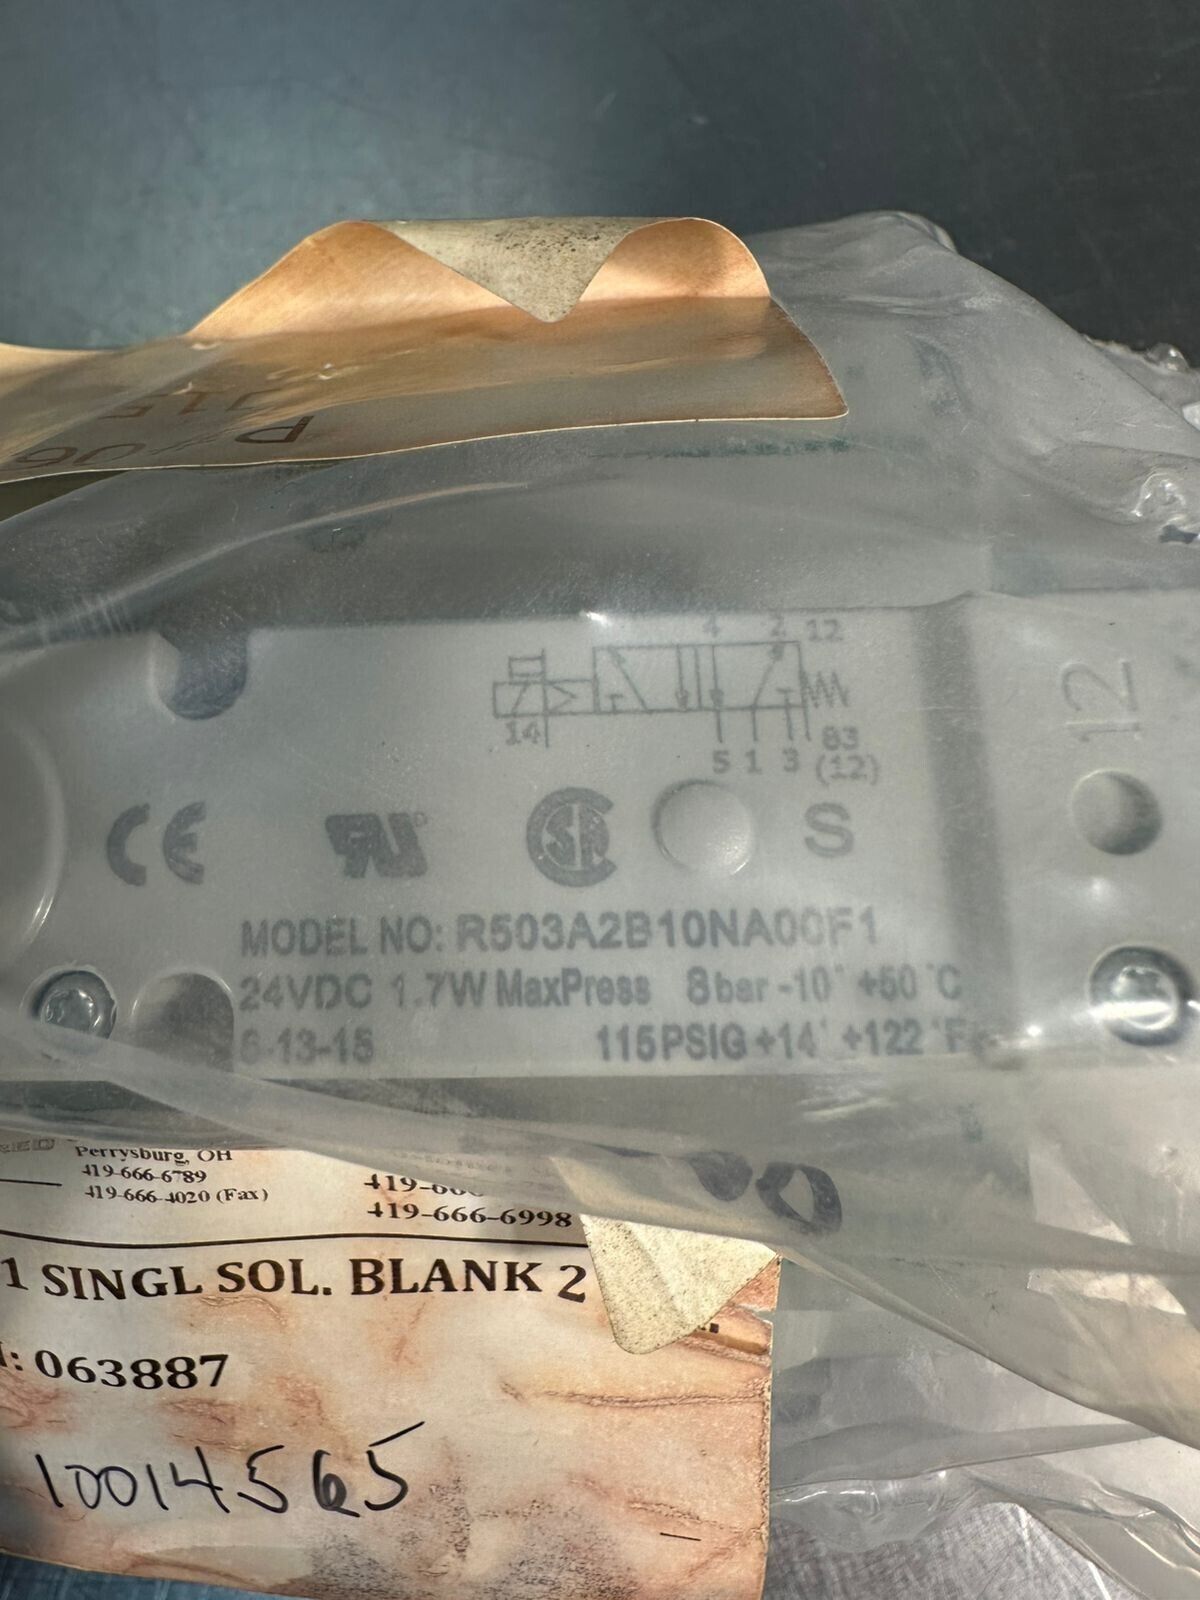 4 2 12
14
5 1 3 83
(12)
12
CE
S
MODEL NO: R503A2B10NA00F1
24VDC 1.7W MaxPress 8bar -10° +50°C
6-13-15 115PSIG +14° +122°F
Perrysburg, OH
419-666-6789
419-666-4020 (Fax)
419-666-6998
1 SINGL SOL. BLANK 2
: 063887
10014565